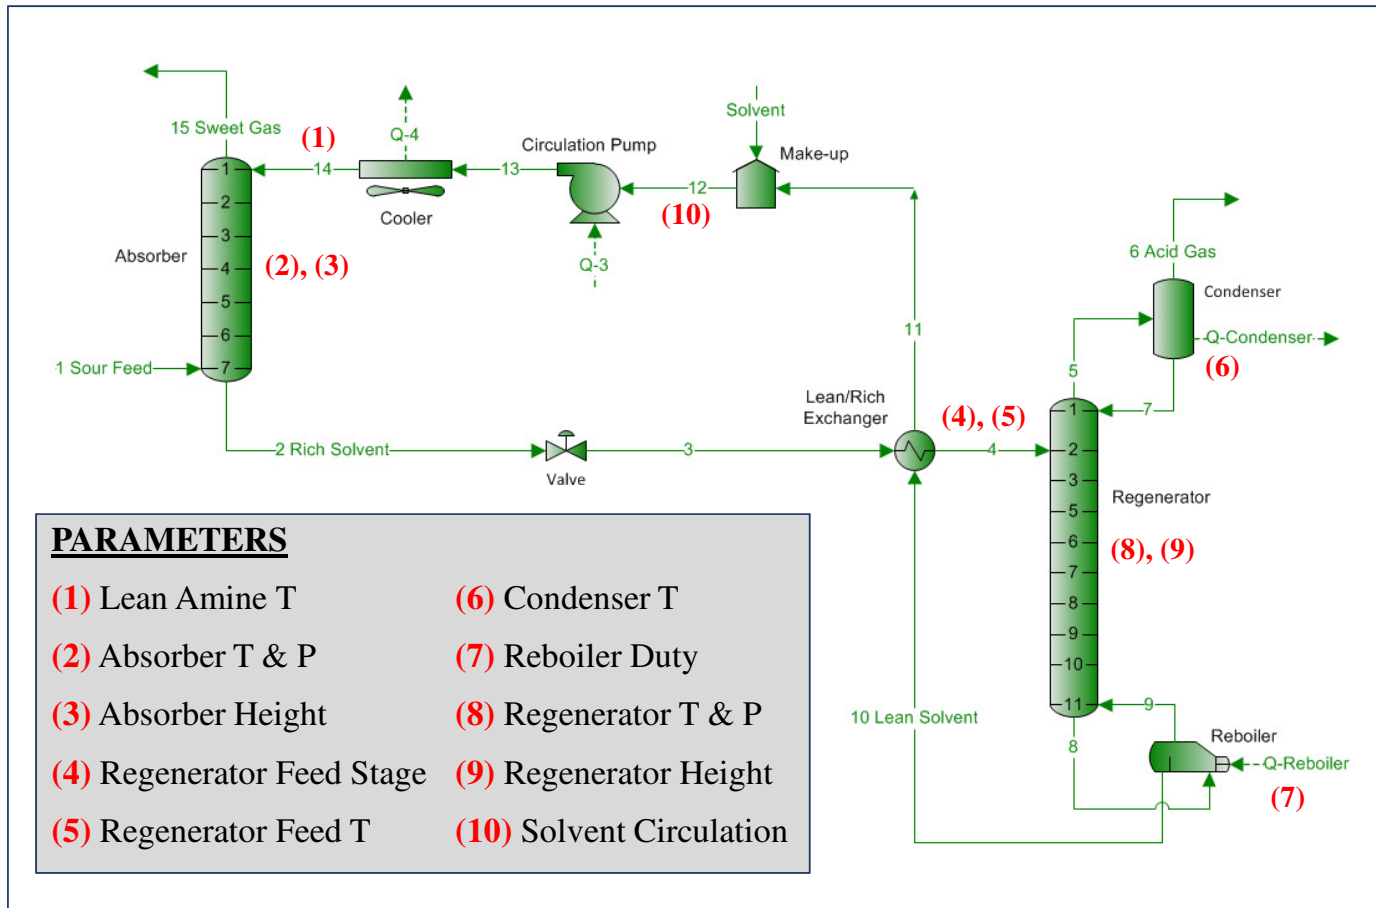 Solvent
15 Sweet Gas
(1)
Q-4
Circulation Pump
Make-up
14
13
12
(10)
Cooler
Q-3
1
2
3
4
5
6
7
Absorber
(2), (3)
1 Sour Feed
6 Acid Gas
Condenser
Q-Condenser
(6)
11
5
7
Lean/Rich
Exchanger
(4), (5)
2 Rich Solvent
3
4
Valve
1
2
3
5
6
7
8
9
10
11
Regenerator
(8), (9)
10 Lean Solvent
9
8
Reboiler
Q-Reboiler
(7)
PARAMETERS
(1) Lean Amine T
(2) Absorber T & P
(3) Absorber Height
(4) Regenerator Feed Stage
(5) Regenerator Feed T
(6) Condenser T
(7) Reboiler Duty
(8) Regenerator T & P
(9) Regenerator Height
(10) Solvent Circulation